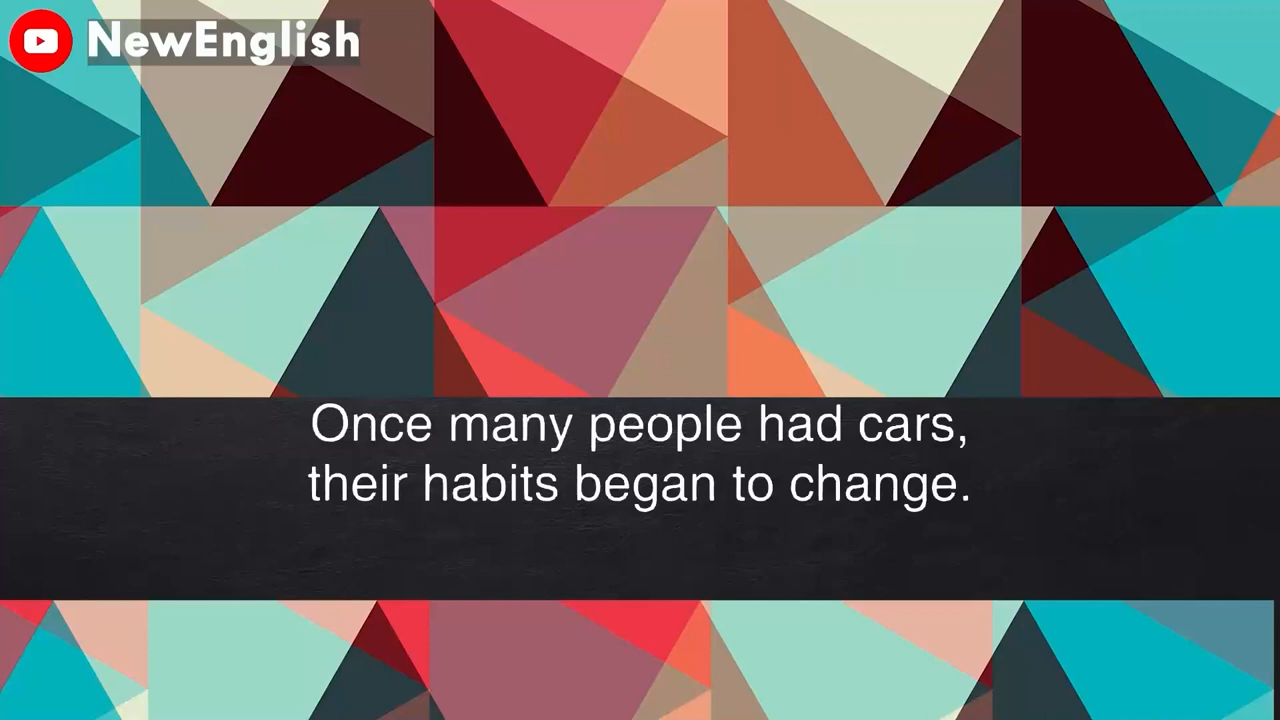 NewEnglish
Once many people had cars,
their habits began to change.